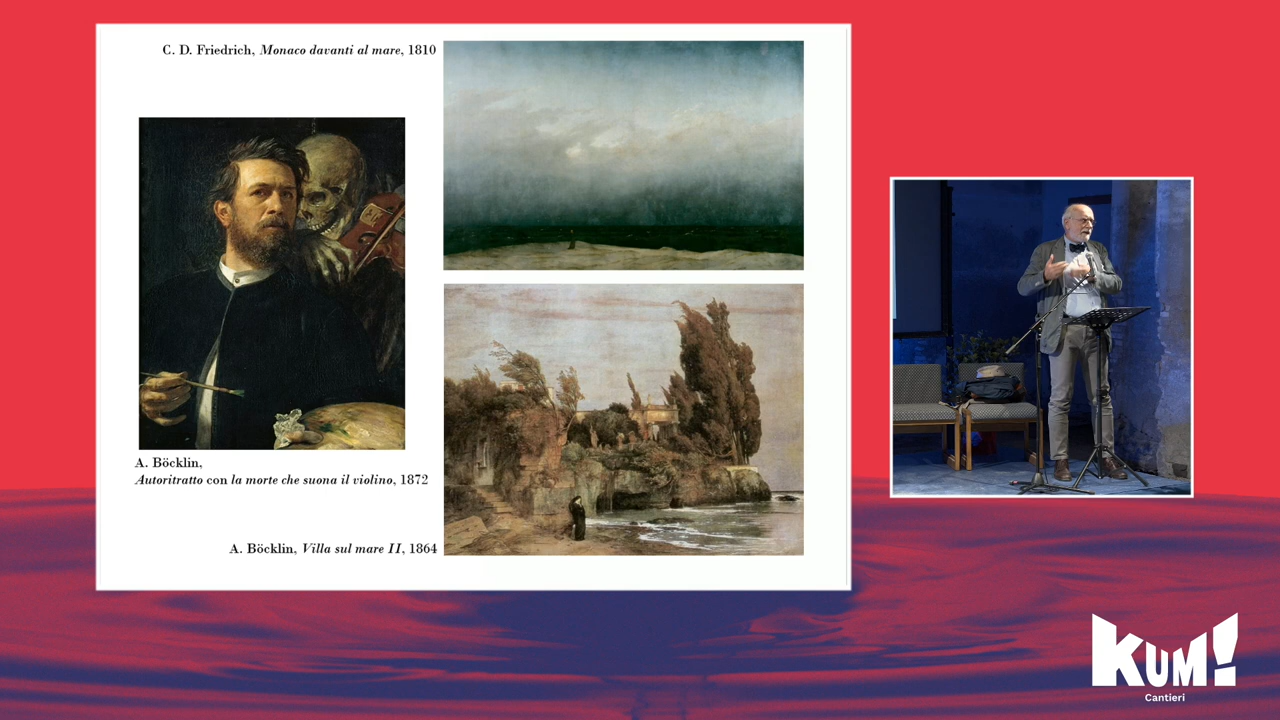 C. D. Friedrich, Monaco davanti al mare, 1810
A. Böcklin,
Autoritratto con la morte che suona il violino, 1872
A. Böcklin, Villa sul mare II, 1864
KUM!
Cantieri